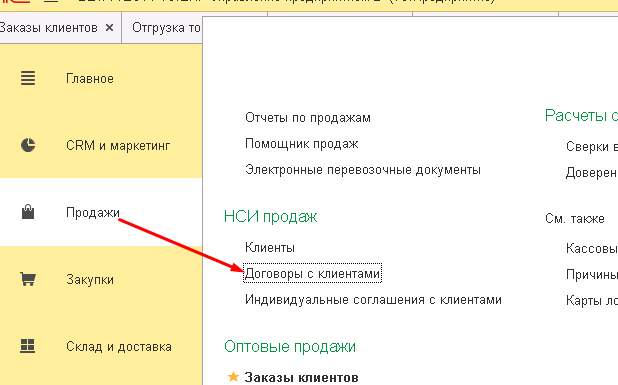 Заказы клиентов ×
Отгрузка то
Главное
CRM и маркетинг
Продажи
Закупки
Склад и доставка
Отчеты по продажам
Помощник продаж
Электронные перевозочные документы
НСИ продаж
Клиенты
Договоры с клиентами
Индивидуальные соглашения с клиентами
Оптовые продажи
Заказы клиентов
Расчеты с
Сверки в
Доверен
См. также
Кассовы
Причины
Карты ло